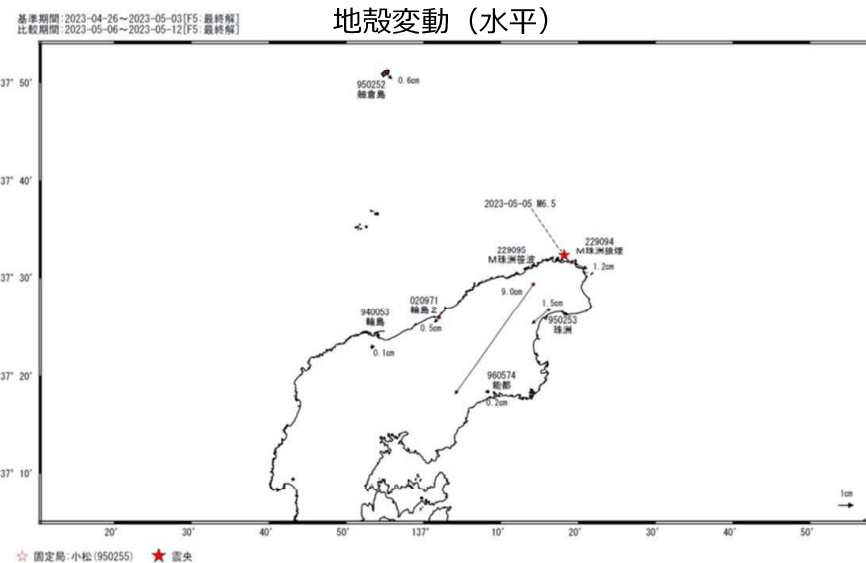 地殻変動（水平）
基準期間:2023-04-26～2023-05-03[F5:最終解]
比較期間:2023-05-06～2023-05-12[F5:最終解]
37° 50'
950252
舳倉島
0.6cm
37° 40'
2023-05-05 M6.5
229094
M珠洲狼煙
229095
M珠洲笹波
1.2cm
37° 30'
9.0cm
020971
輪島２
1.5cm
940053
輪島
0.5cm
950253
珠洲
0.1cm
37° 20'
960574
能都
0.2cm
37° 10'
1cm
20' 30' 40' 50' 137° 10' 20' 30' 40' 50'
☆ 固定局:小松(950255) ★ 震央